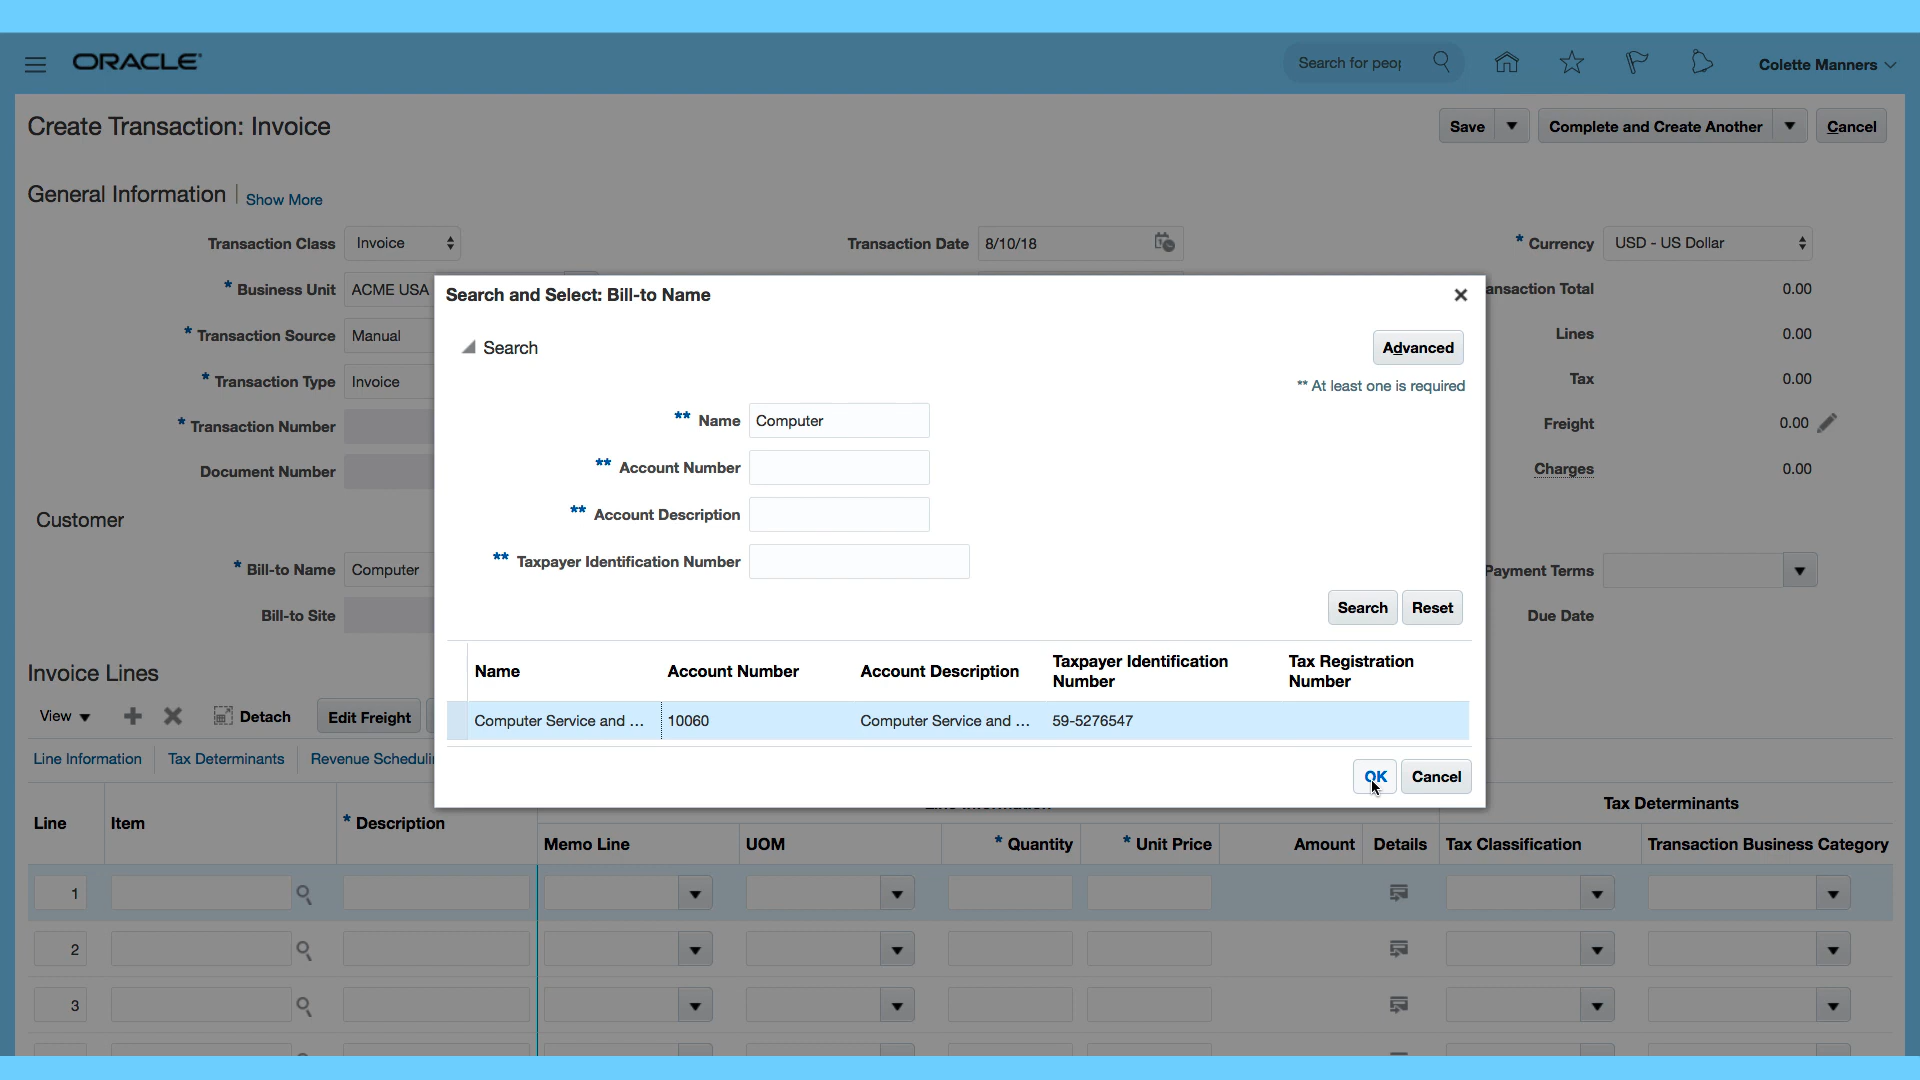 ORACLE
Search for peop
Colette Manners
Create Transaction: Invoice
Save
Complete and Create Another
Cancel
General Information
Show More
Transaction Class Invoice
Transaction Date 8/10/18
* Currency USD - US Dollar
* Business Unit ACME USA
ansaction Total 0.00
* Transaction Source Manual
Lines 0.00
* Transaction Type Invoice
Tax 0.00
* Transaction Number
Freight 0.00
Document Number
Charges 0.00
Customer
* Bill-to Name Computer
Payment Terms
Bill-to Site
Due Date
Search and Select: Bill-to Name
Search
Advanced
** At least one is required
** Name Computer
** Account Number
** Account Description
** Taxpayer Identification Number
Search Reset
Name Account Number Account Description Taxpayer Identification Number Tax Registration Number
Computer Service and ... 10060 Computer Service and ... 59-5276547
OK Cancel
Invoice Lines
View
Detach
Edit Freight
Line Information Tax Determinants Revenue Scheduli
Tax Determinants
Line Item * Description Memo Line UOM * Quantity * Unit Price Amount Details Tax Classification Transaction Business Category
1
2
3